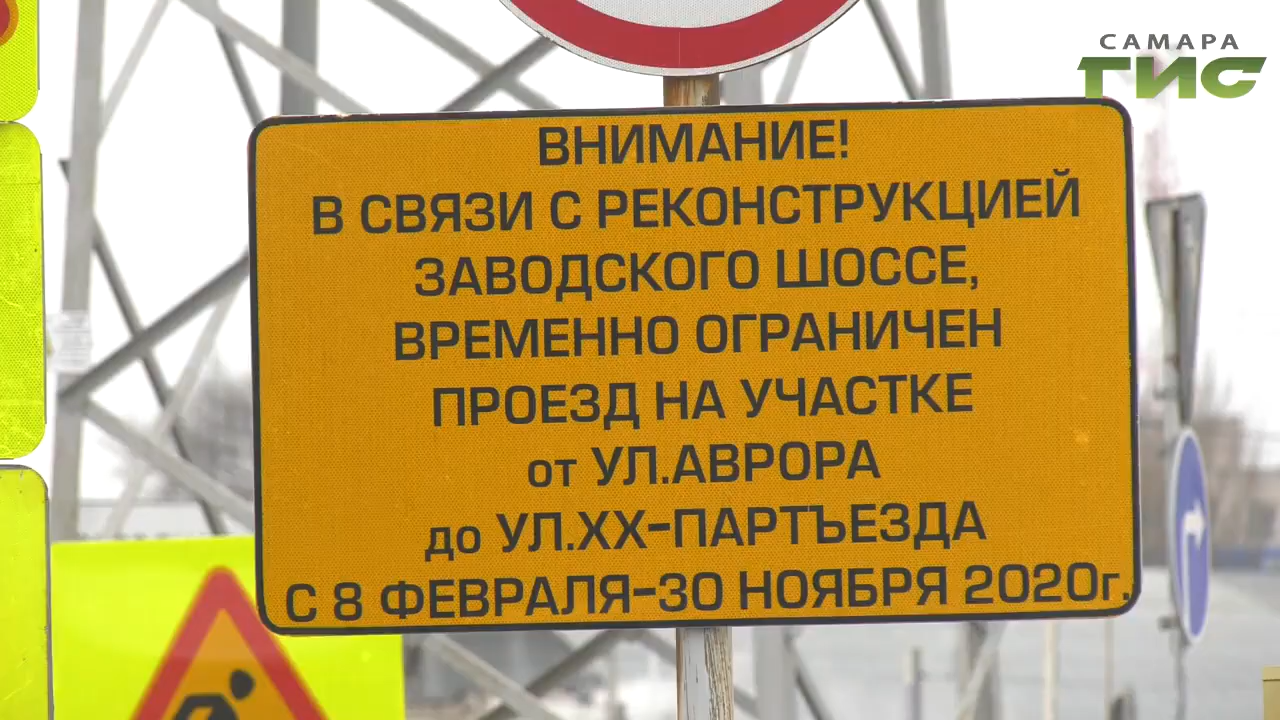 САМАРА
ГИС
ВНИМАНИЕ!
В СВЯЗИ С РЕКОНСТРУКЦИЕЙ
ЗАВОДСКОГО ШОССЕ,
ВРЕМЕННО ОГРАНИЧЕН
ПРОЕЗД НА УЧАСТКЕ
от УЛ.АВРОРА
до УЛ.XX-ПАРТЪЕЗДА
С 8 ФЕВРАЛЯ-30 НОЯБРЯ 2020г.